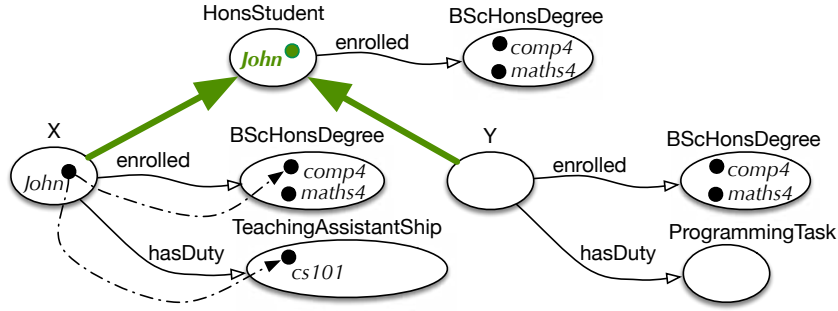 HonsStudent
BScHonsDegree
John
enrolled
comp4
maths4
X
John
enrolled
BScHonsDegree
comp4
maths4
hasDuty
TeachingAssistantShip
cs101
Y
enrolled
BScHonsDegree
comp4
maths4
hasDuty
ProgrammingTask